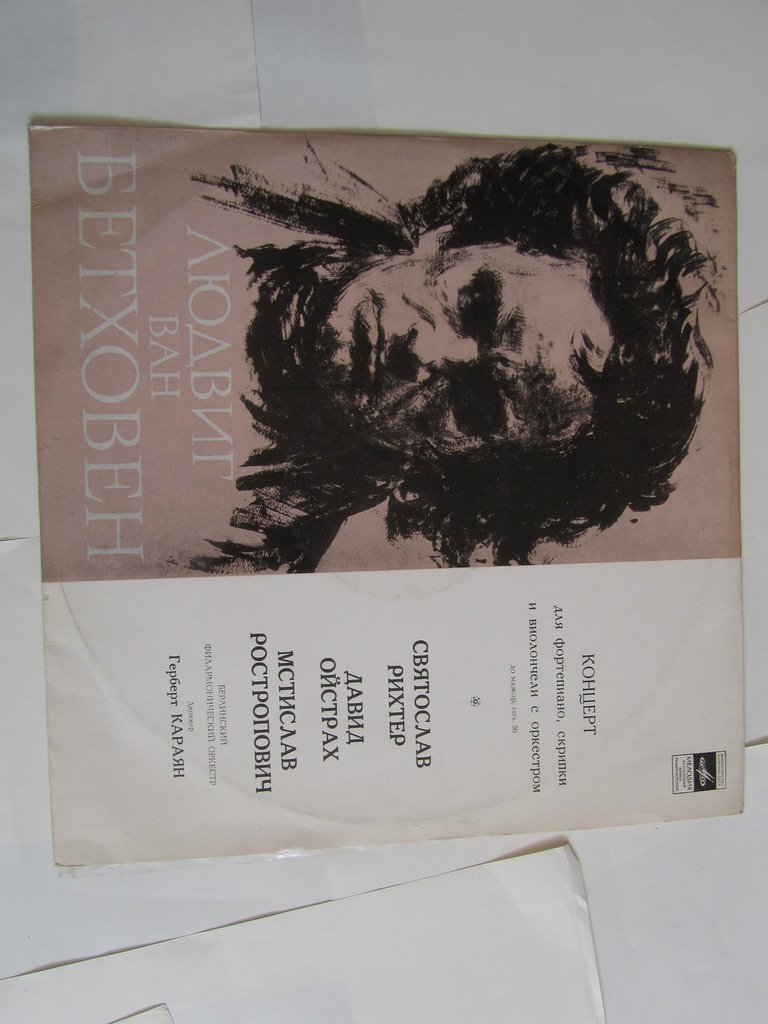 ЛЮДВИГ
ВАН
БЕТХОВЕН
МЕЛОДИЯ
КОНЦЕРТ
для фортепиано, скрипки
и виолончели с оркестром
до мажор, соч. 56
СВЯТОСЛАВ
РИХТЕР
ДАВИД
ОЙСТРАХ
МСТИСЛАВ
РОСТРОПОВИЧ
БЕРЛИНСКИЙ
ФИЛАРМОНИЧЕСКИЙ ОРКЕСТР
Дирижер
Герберт КАРАЯН